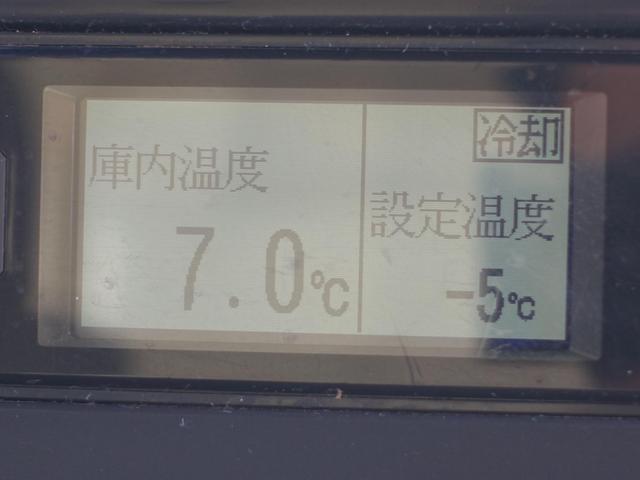 庫内温度
7.0℃
冷却
設定温度
-5℃